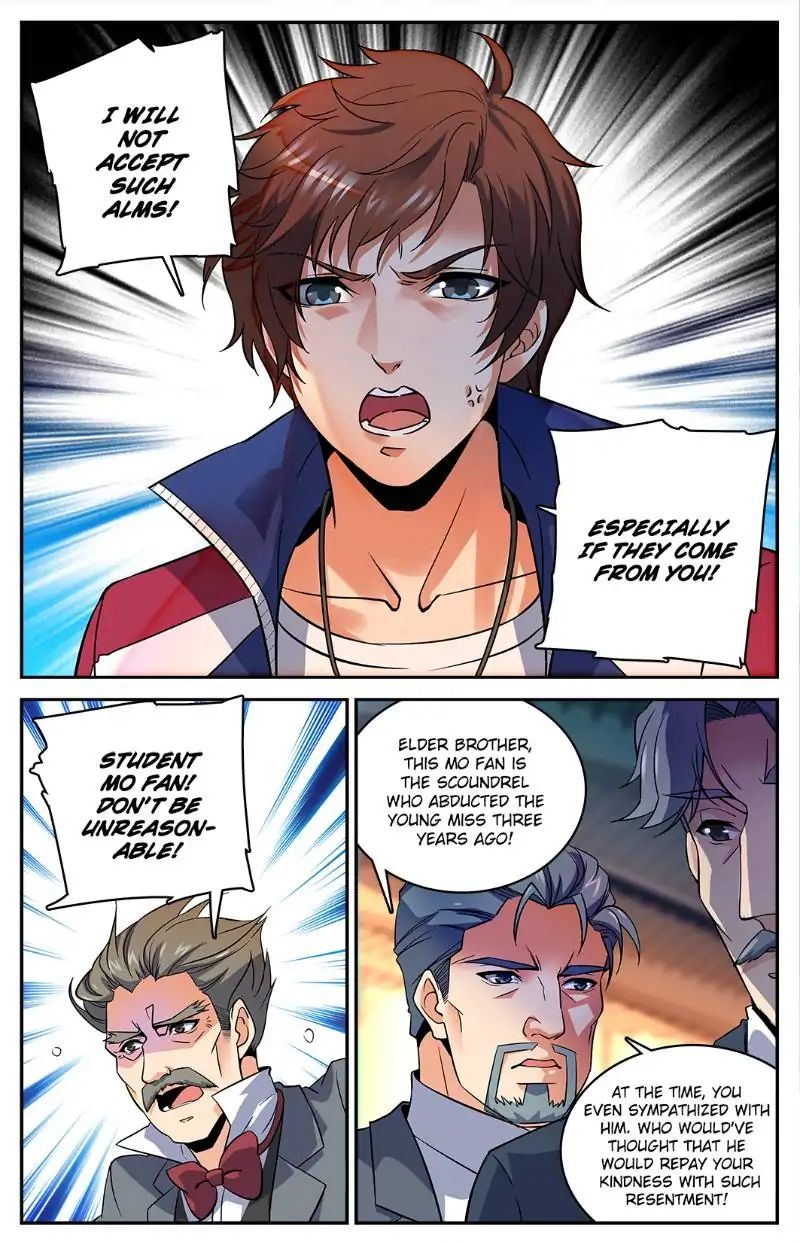 I WILL
NOT
ACCEPT
SUCH
ALMS!
ESPECIALLY
IF THEY COME
FROM YOU!
STUDENT
MO FAN!
DON'T BE
UNREASON-
ABLE!
ELDER BROTHER,
THIS MO FAN IS
THE SCOUNDREL
WHO ABDUCTED THE
YOUNG MISS THREE
YEARS AGO!
AT THE TIME, YOU
EVEN SYMPATHIZED WITH
HIM. WHO WOULD'VE
THOUGHT THAT HE
WOULD REPAY YOUR
KINDNESS WITH SUCH
RESENTMENT!